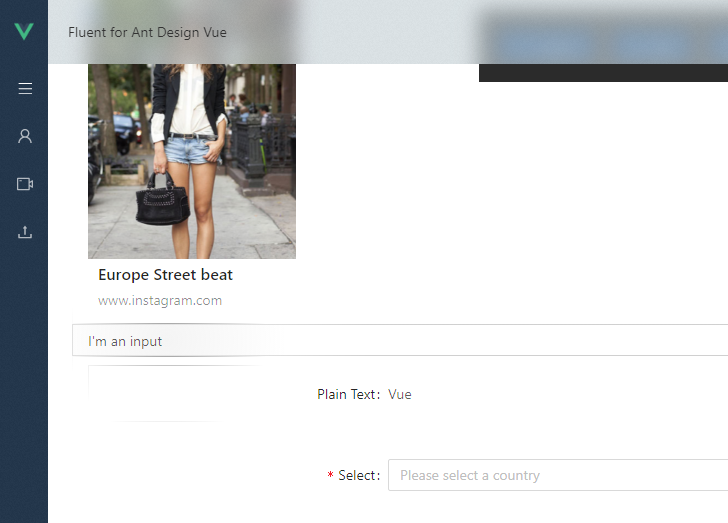 Fluent for Ant Design Vue
Europe Street beat
www.instagram.com
I'm an input
Plain Text: Vue
* Select: Please select a country